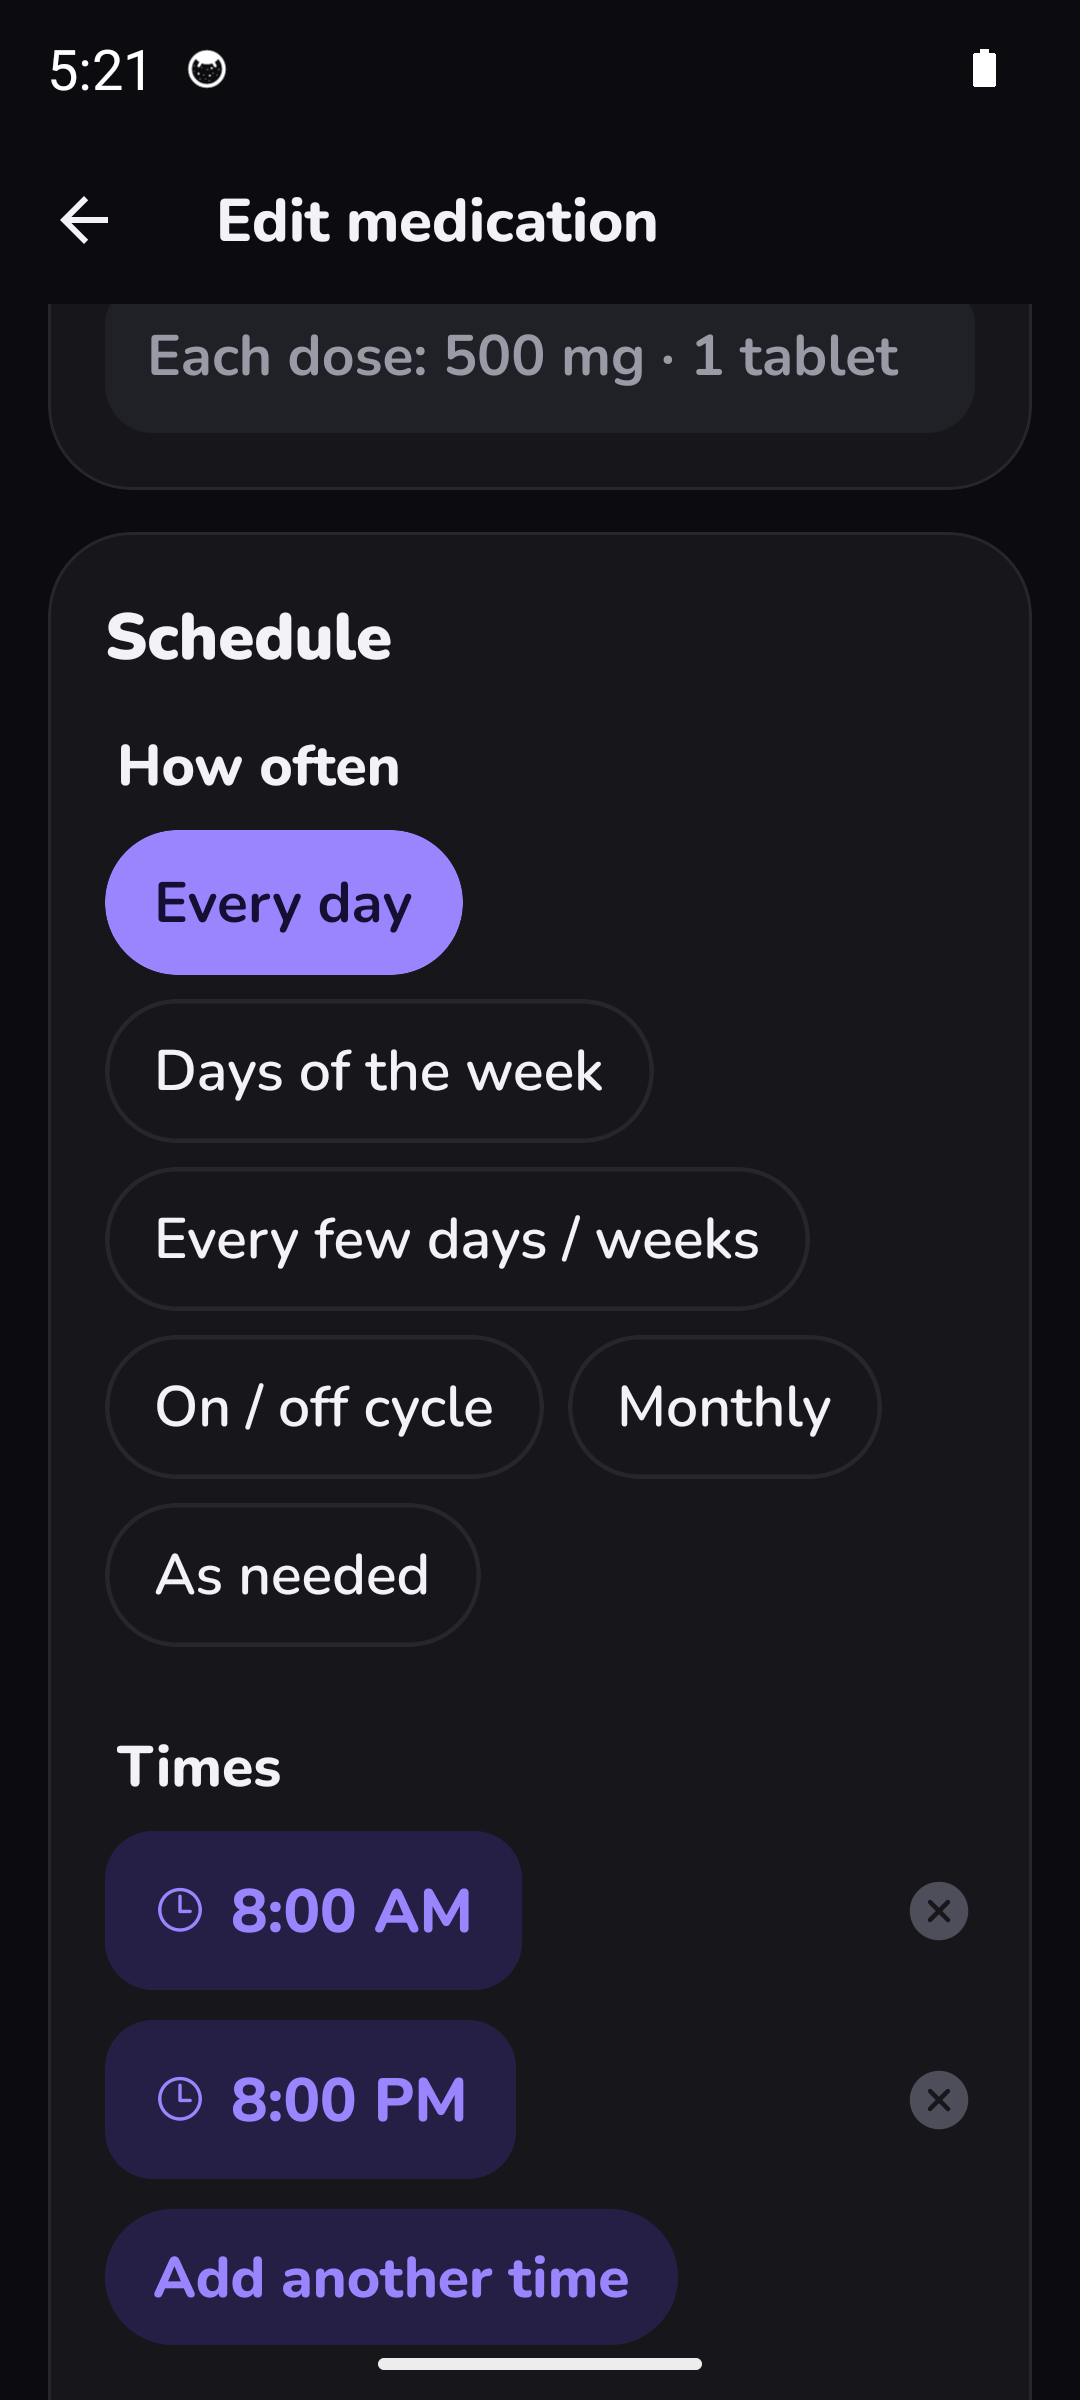 5:21
Edit medication
Each dose: 500 mg · 1 tablet
Schedule
How often
Every day
Days of the week
Every few days / weeks
On / off cycle
Monthly
As needed
Times
8:00 AM
8:00 PM
Add another time